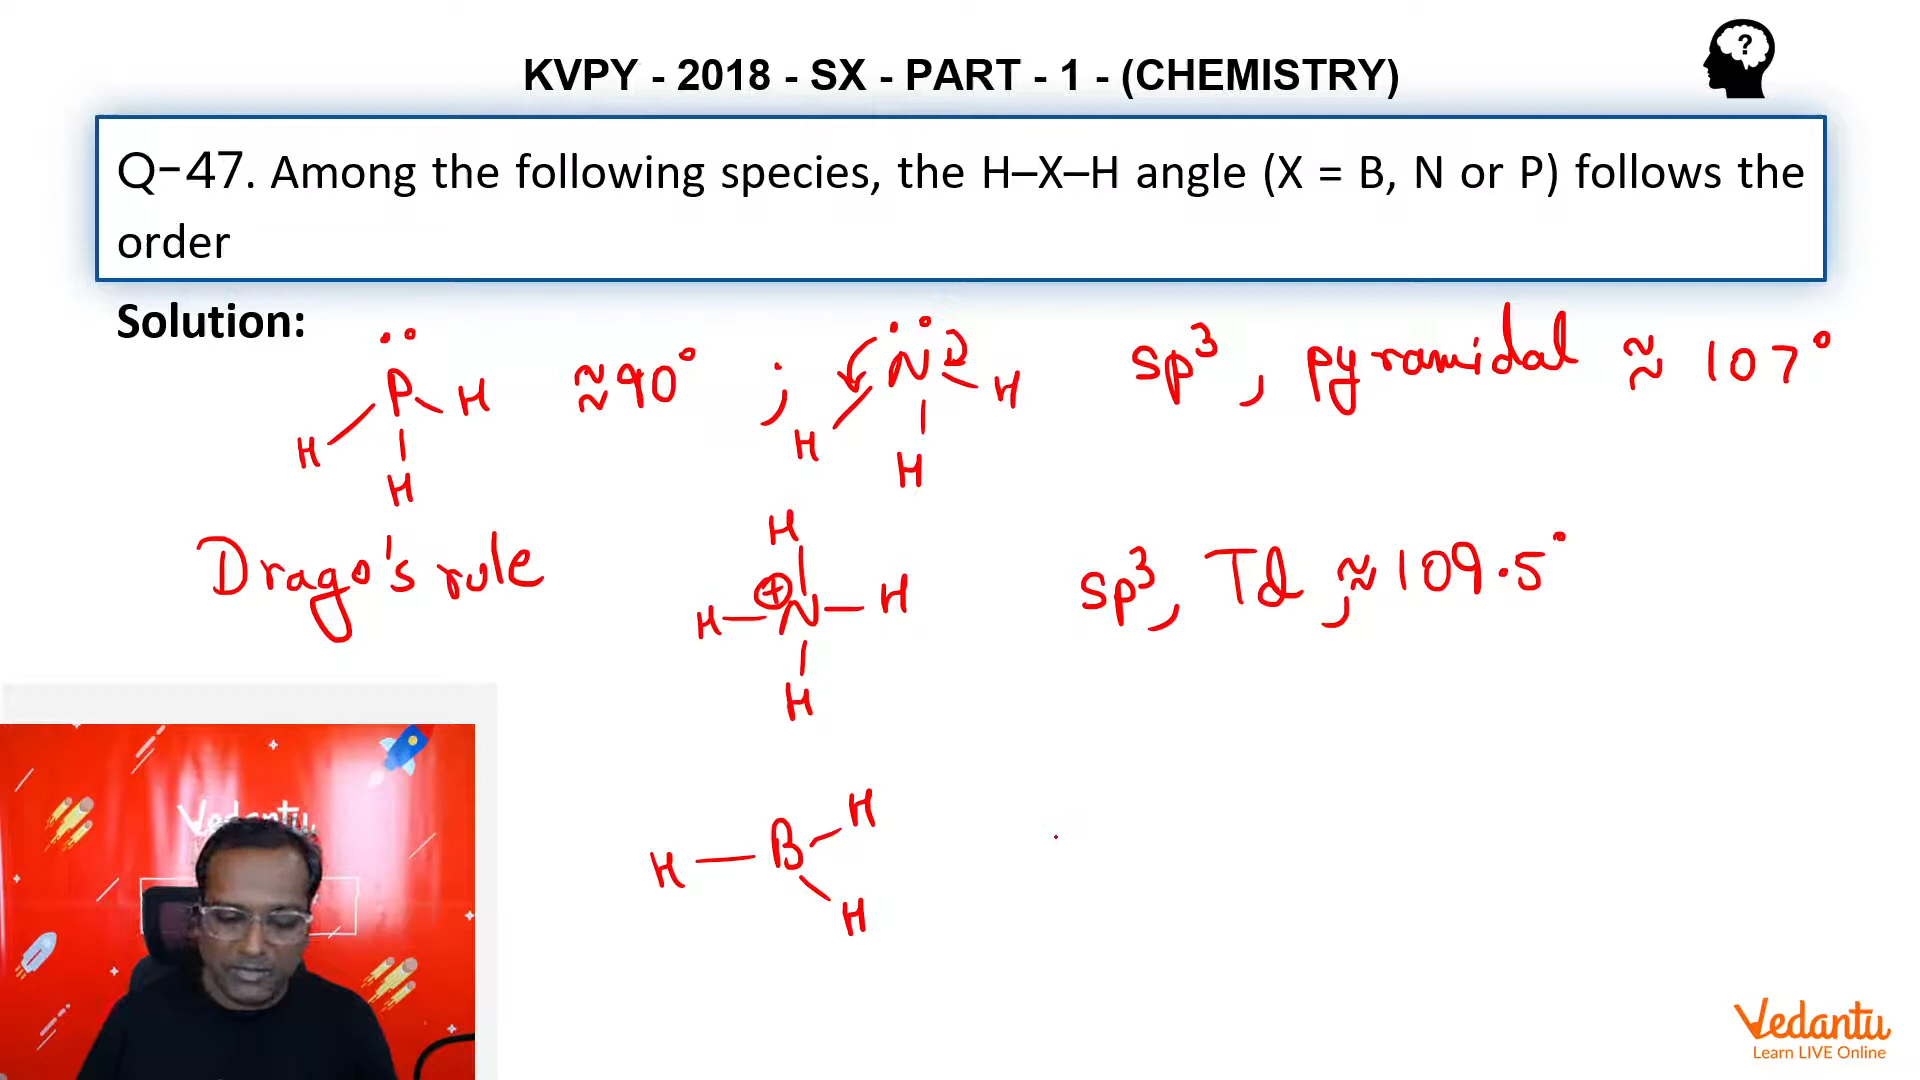 ?
KVPY - 2018 - SX - PART - 1 - (CHEMISTRY)
Q-47. Among the following species, the H–X–H angle (X = B, N or P) follows the
order
Solution:
P H H H ≈90° ; N H H H sp³, pyramidal ≈ 107°
Drago's rule
H H ⊕N H H sp³, Td, ≈109.5°
H B H H
Vedantu
Vedantu
Learn LIVE Online